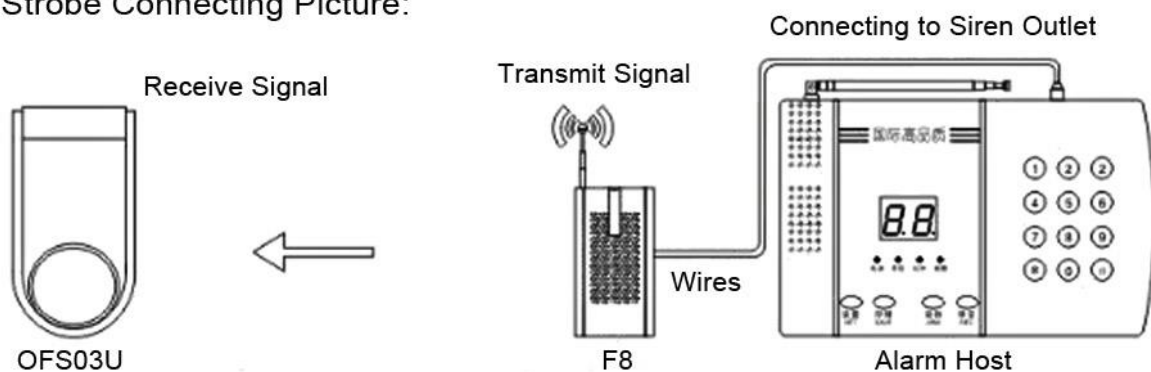 Strobe Connecting Picture:
Connecting to Siren Outlet
Receive Signal
Transmit Signal
国际高品质
8.8.
1 2 2
4 5 6
7 8 9
0
Wires
OFS03U
F8
Alarm Host